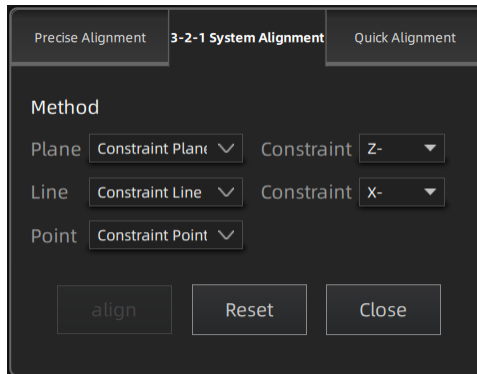 Precise Alignment 3-2-1 System Alignment Quick Alignment
Method
Plane Constraint Plane Constraint Z-
Line Constraint Line Constraint X-
Point Constraint Point
align Reset Close